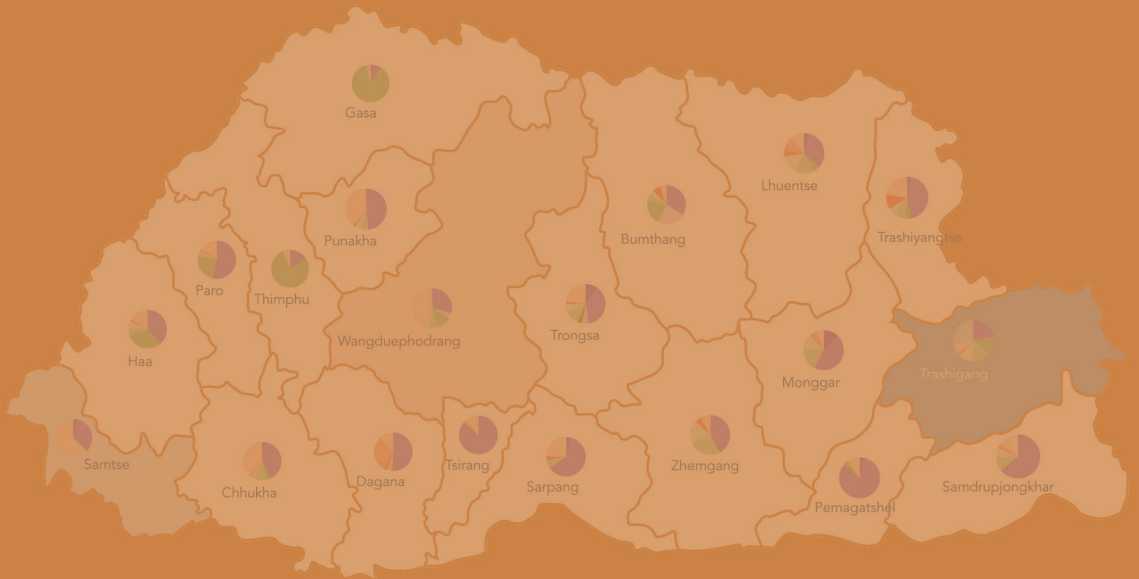 Gasa
Lhuentse
Punakha
Bumthang
Trashiyangtse
Paro
Thimphu
Wangduephodrang
Trongsa
Haa
Monggar
Trashigang
Samtse
Chhukha
Dagana
Tsirang
Sarpang
Zhemgang
Pemagatshel
Samdrupjongkhar